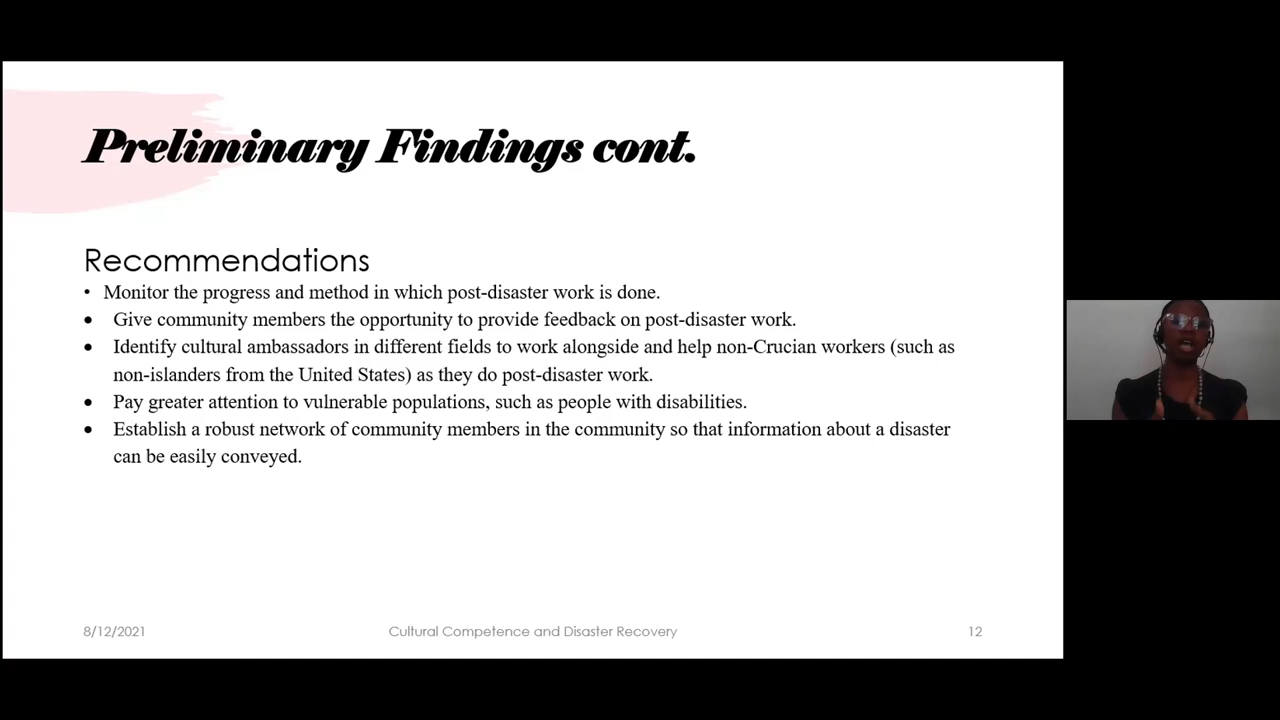 Preliminary Findings cont.
Recommendations
• Monitor the progress and method in which post-disaster work is done.
• Give community members the opportunity to provide feedback on post-disaster work.
• Identify cultural ambassadors in different fields to work alongside and help non-Crucian workers (such as
non-islanders from the United States) as they do post-disaster work.
• Pay greater attention to vulnerable populations, such as people with disabilities.
• Establish a robust network of community members in the community so that information about a disaster
can be easily conveyed.
8/12/2021 Cultural Competence and Disaster Recovery 12